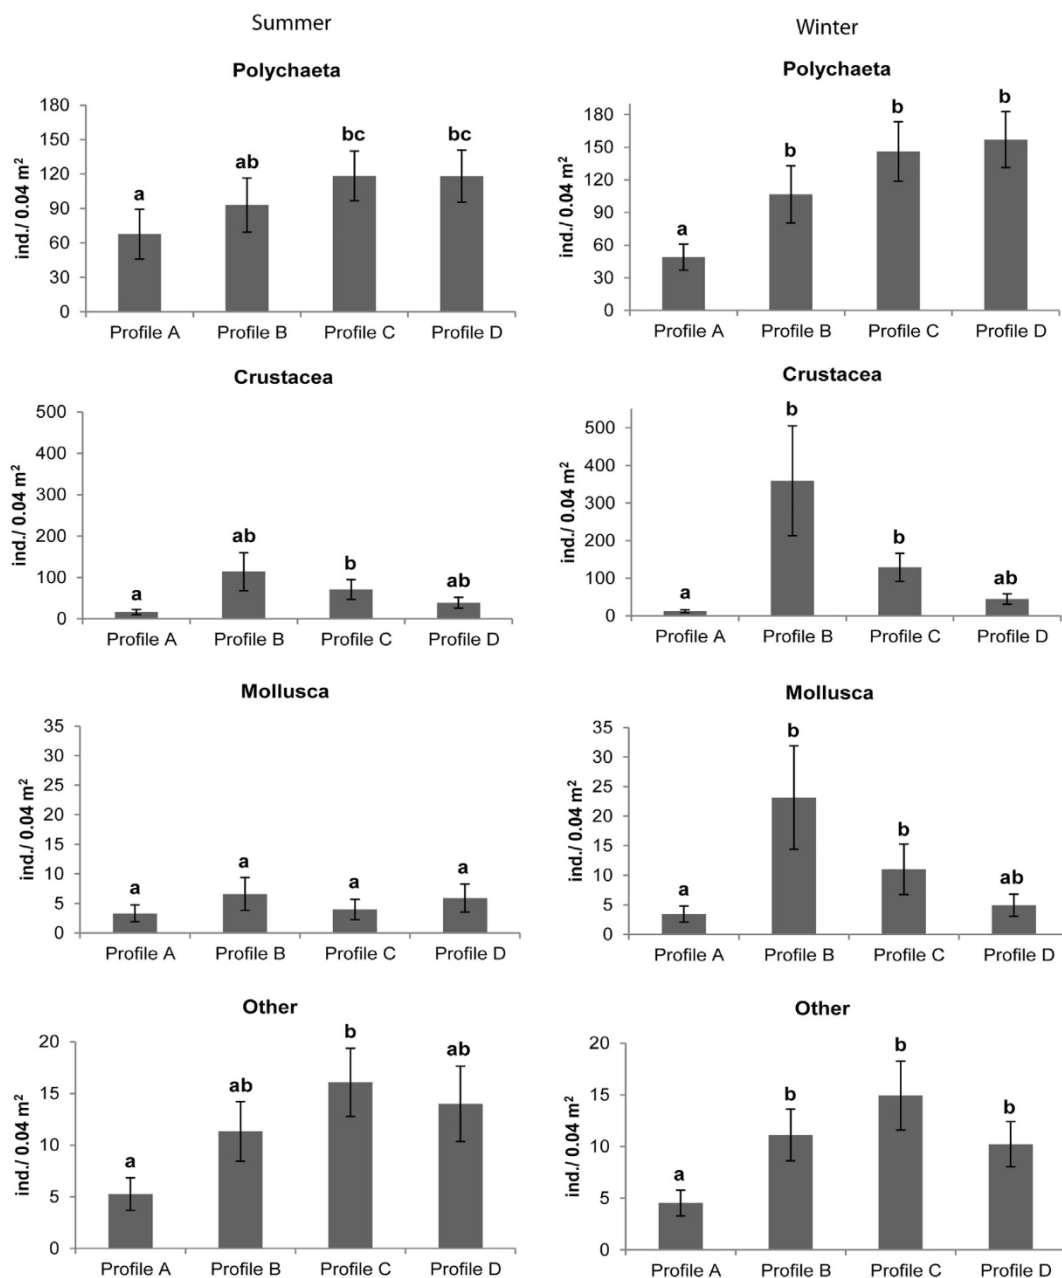 Summer
Winter
Polychaeta
ind./ 0.04 m²
180
150
120
90
60
30
0
a
ab
bc
bc
Profile A Profile B Profile C Profile D
Polychaeta
ind./ 0.04 m²
180
150
120
90
60
30
0
a
b
b
b
Profile A Profile B Profile C Profile D
Crustacea
ind./ 0.04 m²
500
400
300
200
100
0
a
ab
b
ab
Profile A Profile B Profile C Profile D
Crustacea
ind./ 0.04 m²
500
400
300
200
100
0
a
b
b
ab
Profile A Profile B Profile C Profile D
Mollusca
ind./ 0.04 m²
35
30
25
20
15
10
5
0
a
a
a
a
Profile A Profile B Profile C Profile D
Mollusca
ind./ 0.04 m²
35
30
25
20
15
10
5
0
a
b
b
ab
Profile A Profile B Profile C Profile D
Other
ind./ 0.04 m²
20
15
10
5
0
a
ab
b
ab
Profile A Profile B Profile C Profile D
Other
ind./ 0.04 m²
20
15
10
5
0
a
b
b
b
Profile A Profile B Profile C Profile D